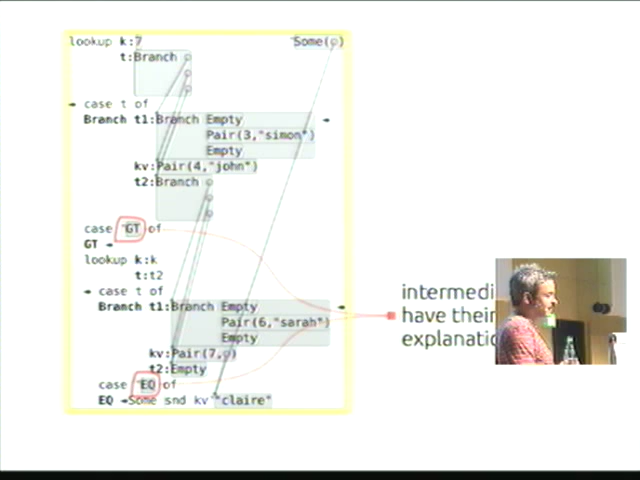 lookup k:7 Some(○)
t:Branch
case t of
Branch t1:Branch Empty
Pair(3,"simon")
Empty
kv:Pair(4,"john")
t2:Branch
case GT of
GT
lookup k:k
t:t2
case t of
Branch t1:Branch Empty
Pair(6,"sarah")
Empty
kv:Pair(7,○)
t2:Empty
case EQ of
EQ Some snd kv "claire"
have their